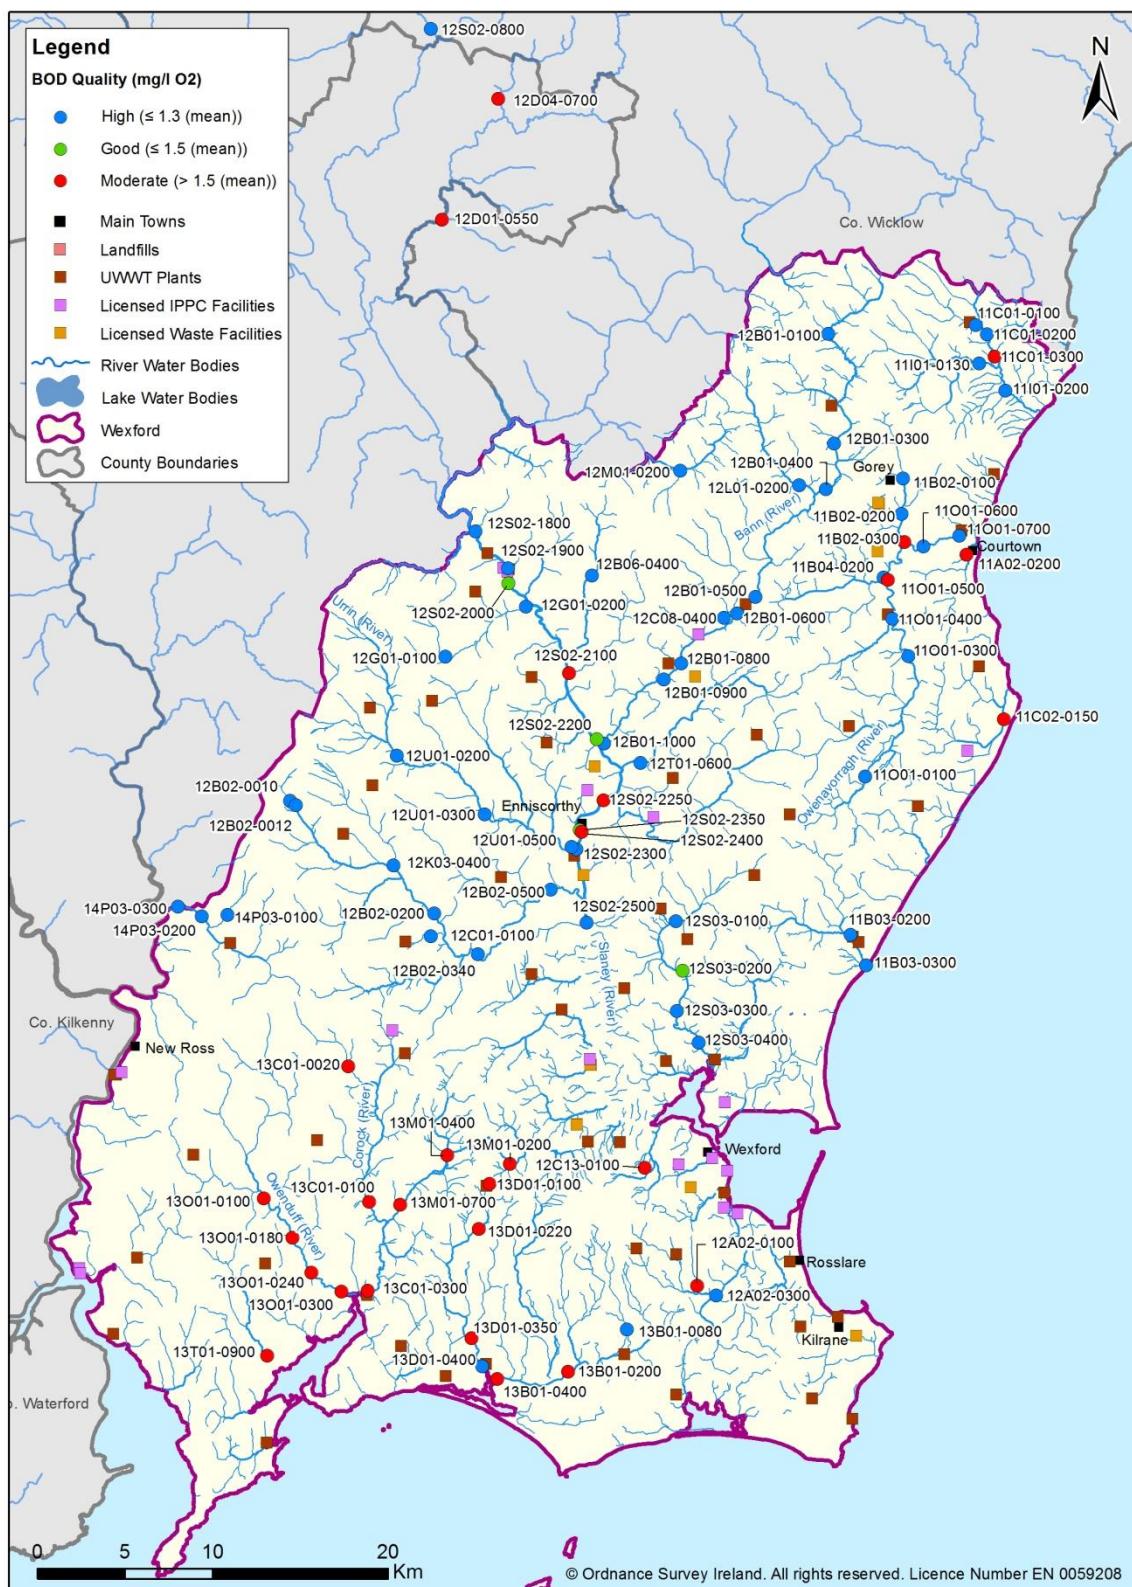 Legend
BOD Quality (mg/l O2)
High (≤ 1.3 (mean))
Good (≤ 1.5 (mean))
Moderate (> 1.5 (mean))
Main Towns
Landfills
UWWT Plants
Licensed IPPC Facilities
Licensed Waste Facilities
River Water Bodies
Lake Water Bodies
Wexford
County Boundaries
N
12S02-0800
12D04-0700
12D01-0550
Co. Wicklow
11C01-0100
11C01-0200
12B01-0100
11C01-0300
11I01-0130
11I01-0200
12B01-0300
12B01-0400
Gorey
12M01-0200
11B02-0100
12L01-0200
Bann (River)
11O01-0600
11B02-0200
12S02-1800
11O01-0700
11B02-0300
Courtown
12S02-1900
11A02-0200
12B06-0400
11B04-0200
11O01-0500
12B01-0500
12S02-2000
12G01-0200
12C08-0400
12B01-0600
11O01-0400
Urrin (River)
12G01-0100
12S02-2100
12B01-0800
11O01-0300
12B01-0900
11C02-0150
12S02-2200
12B01-1000
12U01-0200
12T01-0600
Owenavorragh (River)
11O01-0100
12B02-0010
Enniscorthy
12S02-2250
12B02-0012
12U01-0300
12S02-2350
12U01-0500
12S02-2400
12S02-2300
12K03-0400
12B02-0500
14P03-0300
14P03-0100
14P03-0200
12B02-0200
12S02-2500
12S03-0100
11B03-0200
12C01-0100
12B02-0340
11B03-0300
12S03-0200
Slaney (River)
12S03-0300
Co. Kilkenny
New Ross
12S03-0400
13C01-0020
Corock (River)
13M01-0400
13M01-0200
Wexford
12C13-0100
13O01-0100
13C01-0100
13D01-0100
13M01-0700
Owenduff (River)
13D01-0220
13O01-0180
12A02-0100
Rosslare
13O01-0240
13C01-0300
13O01-0300
12A02-0300
13D01-0350
13B01-0080
Kilrane
13T01-0900
13D01-0400
13B01-0200
13B01-0400
o. Waterford
0 5 10 20
Km
© Ordnance Survey Ireland. All rights reserved. Licence Number EN 0059208